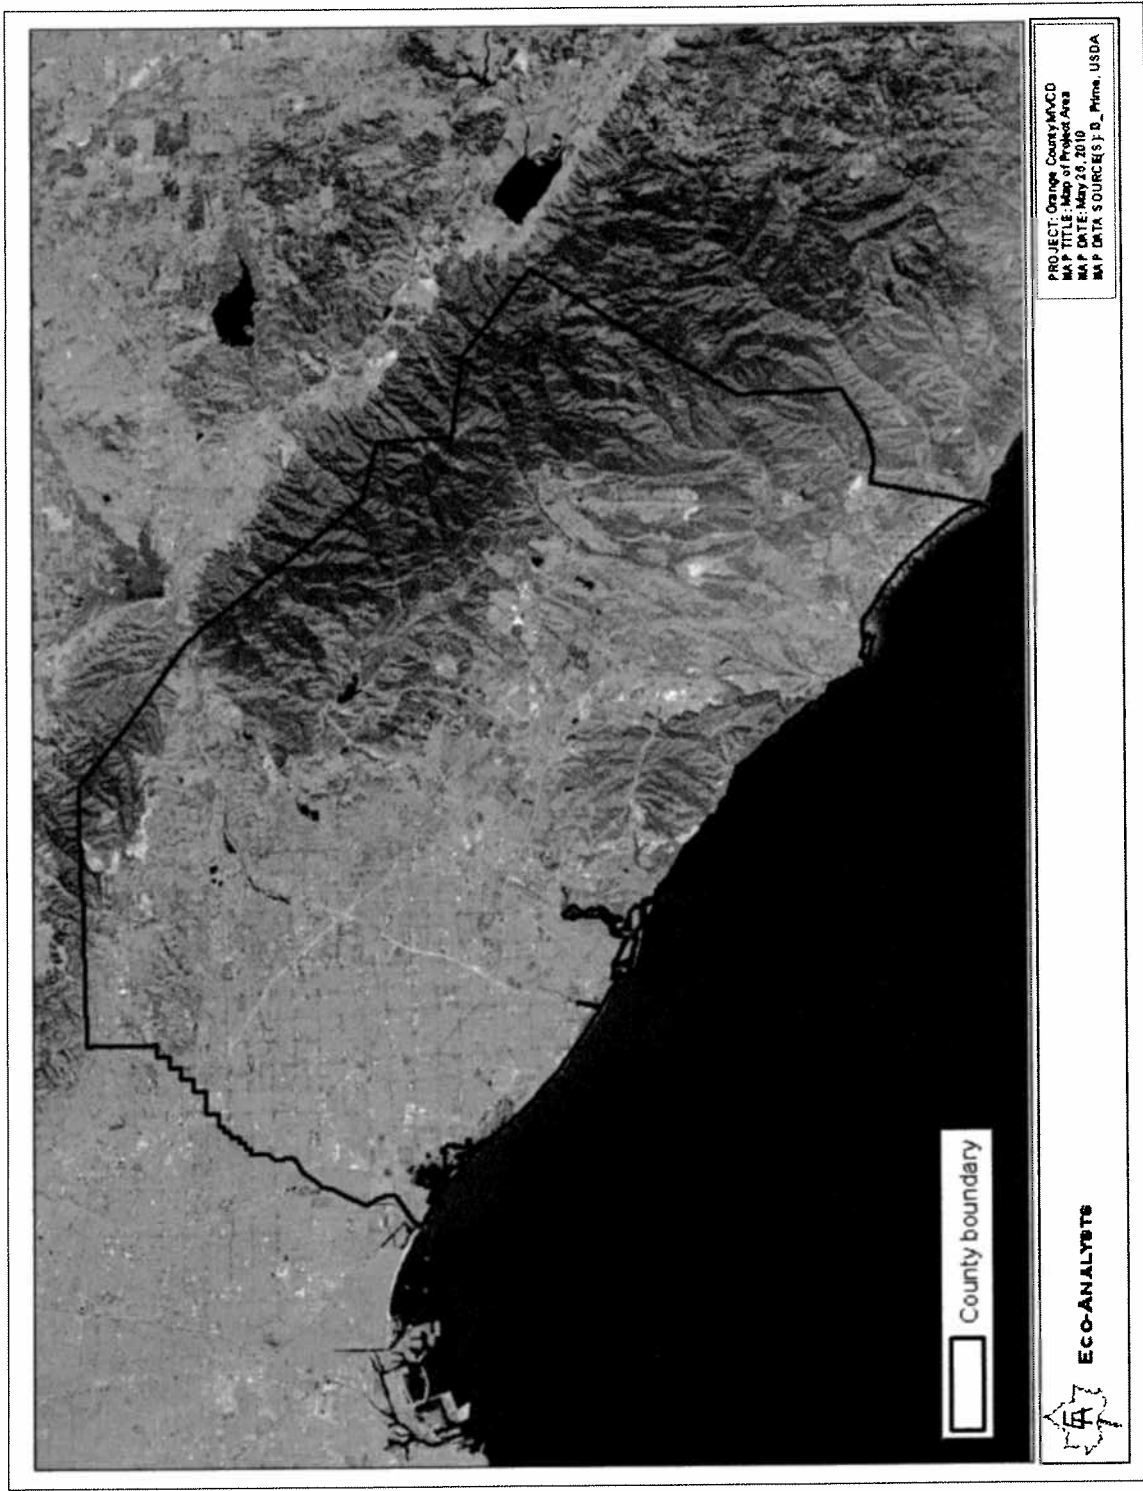 County boundary
ECO-ANALYSTS
PROJECT: Orange County MVCD
MAP TITLE: Map of Project Area
MAP DATE: May 26, 2010
MAP DATA SOURCE(S): B_Prime, USDA